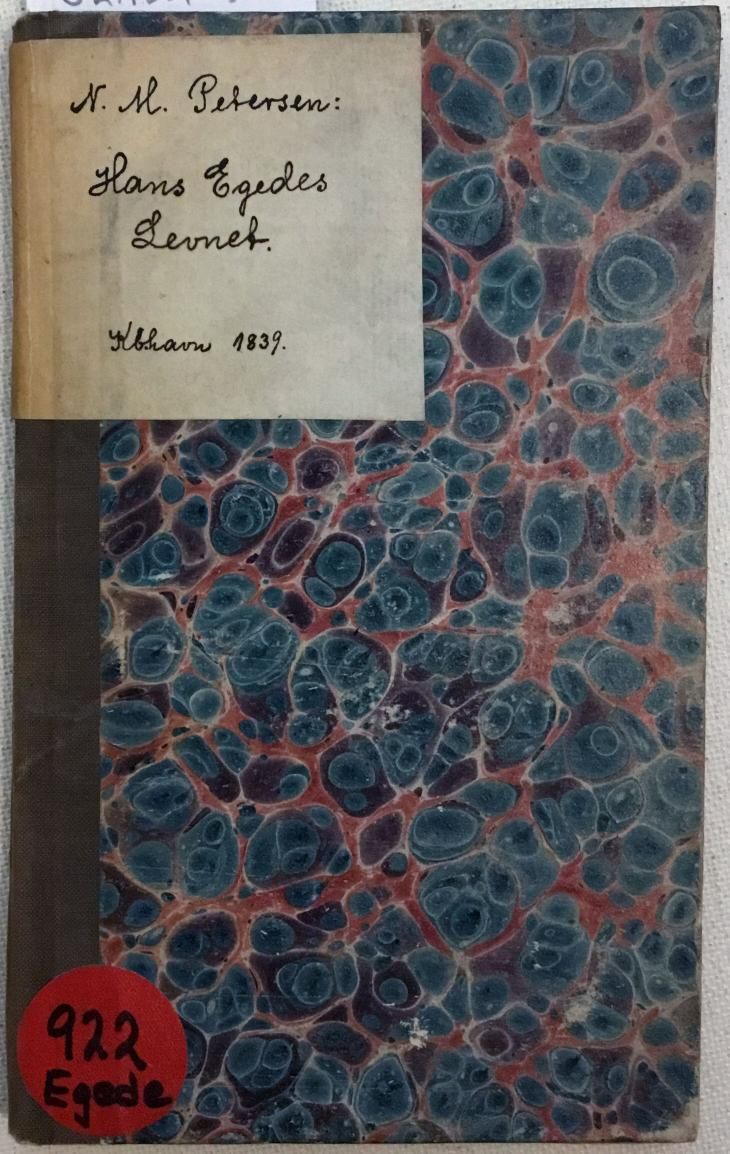 N. M. Petersen:
Hans Egedes
Levnet.
Kbhavn 1839.
922
Egede